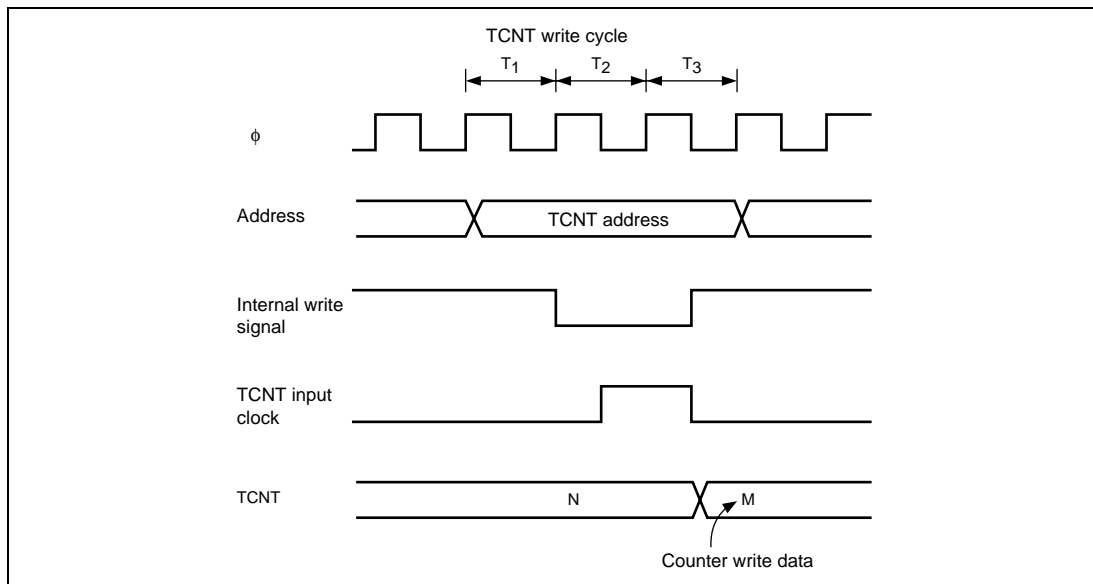 TCNT write cycle
T1 T2 T3
ϕ
Address
TCNT address
Internal write
signal
TCNT input
clock
TCNT
N
M
Counter write data